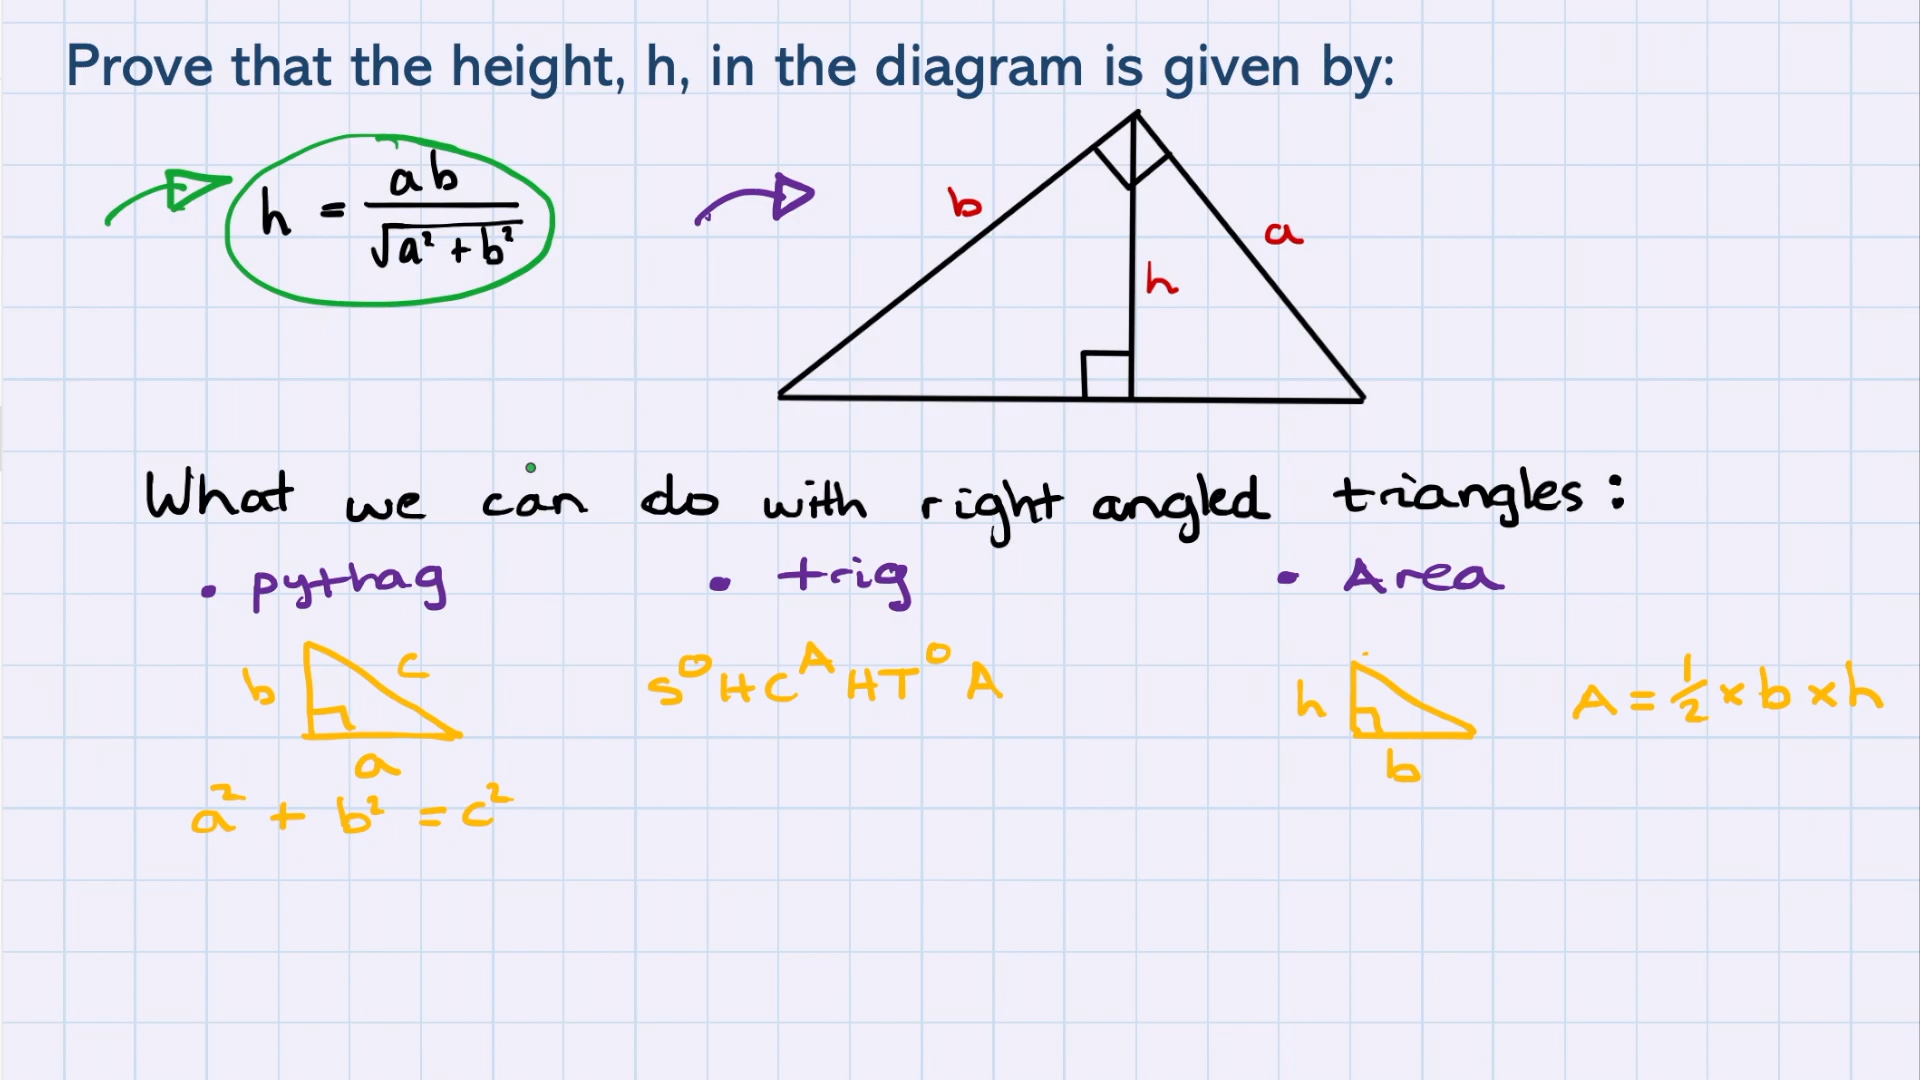 Prove that the height, h, in the diagram is given by:
h = ab / √a² + b²
b
a
h
What we can do with right angled triangles:
• pythag • trig • Area
b c
a
a² + b² = c²
SOHCAHTOA
h
b
A = 1/2 × b × h